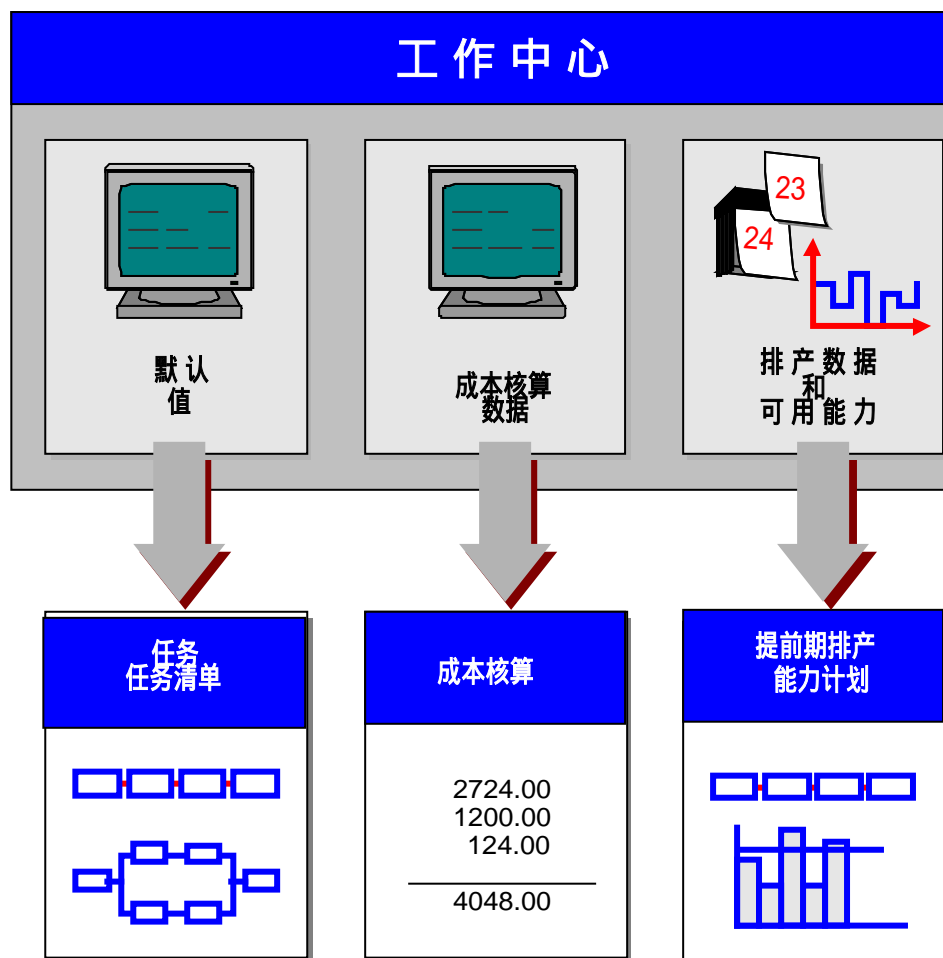 工 作 中 心
默 认
值
成本核算
数据
23
24
排 产 数 据
和
可 用 能 力
任务
任务清单
成本核算
2724.00
1200.00
124.00
4048.00
提前期排产
能力计划